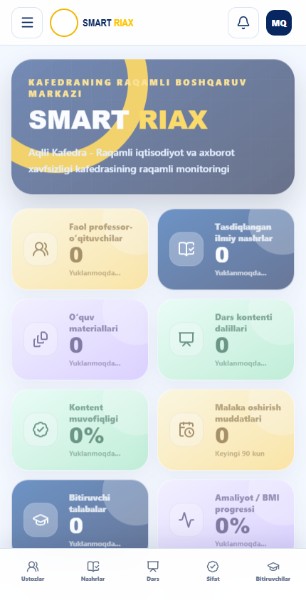 SMART RIAX
MQ
KAFEDRANING RAQAMLI BOSHQARUV
MARKAZI
SMART RIAX
Aqlli Kafedra – Raqamli iqtisodiyot va axborot
xavfsizligi kafedrasining raqamli monitoringi
Faol professor-
o'qituvchilar
0
Yuklanmoqda...
Tasdiqlangan
ilmiy nashrlar
0
Yuklanmoqda...
O'quv
materiallari
0
Yuklanmoqda...
Dars kontenti
dalillari
0
Yuklanmoqda...
Kontent
muvofiqligi
0%
Yuklanmoqda...
Malaka oshirish
muddatlari
0
Keyingi 90 kun
Bitiruvchi
talabalar
0
Yuklanmoqda...
Amaliyot / BMI
progressi
0%
Yuklanmoqda...
Ustozlar
Nashrlar
Dars
Sifat
Bitiruvchilar